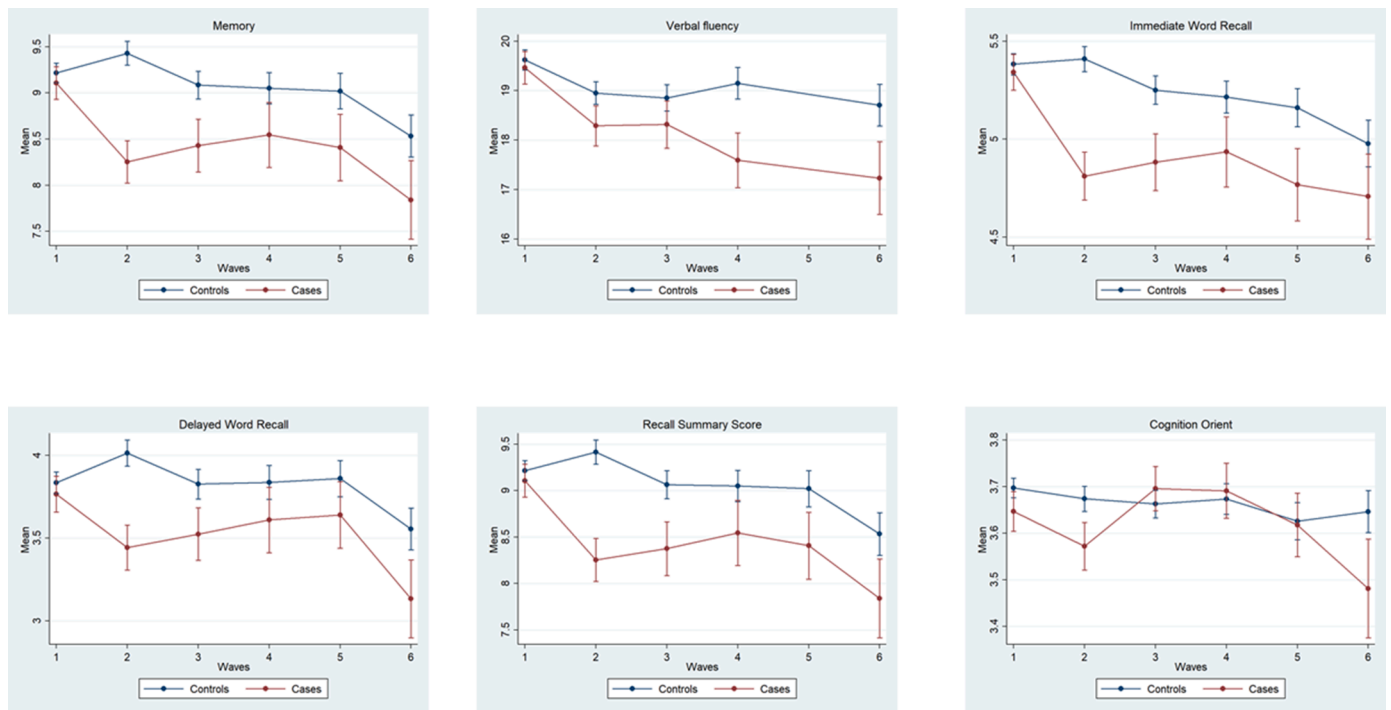 Memory
9.5
9
8.5
8
7.5
Mean
1 2 3 4 5 6
Waves
Controls Cases
Verbal fluency
20
19
18
17
16
Mean
1 2 3 4 5 6
Waves
Controls Cases
Immediate Word Recall
5.5
5
4.5
Mean
1 2 3 4 5 6
Waves
Controls Cases
Delayed Word Recall
4
3.5
3
Mean
1 2 3 4 5 6
Waves
Controls Cases
Recall Summary Score
9.5
9
8.5
8
7.5
Mean
1 2 3 4 5 6
Waves
Controls Cases
Cognition Orient
3.8
3.7
3.6
3.5
3.4
Mean
1 2 3 4 5 6
Waves
Controls Cases